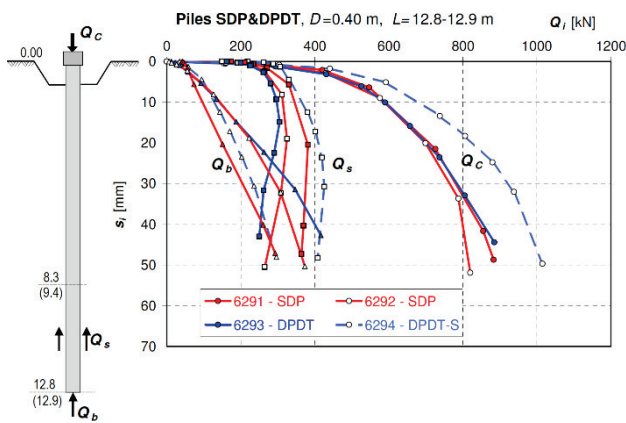 Piles SDP&DPDT, D=0.40 m, L=12.8-12.9 m
Qi [kN]
0 200 400 600 800 1000 1200
0
10
20
30
40
50
60
70
si [mm]
Qb
Qs
QC
6291 - SDP
6292 - SDP
6293 - DPDT
6294 - DPDT-S
QC
0.00
8.3
(9.4)
Qs
12.8
(12.9)
Qb